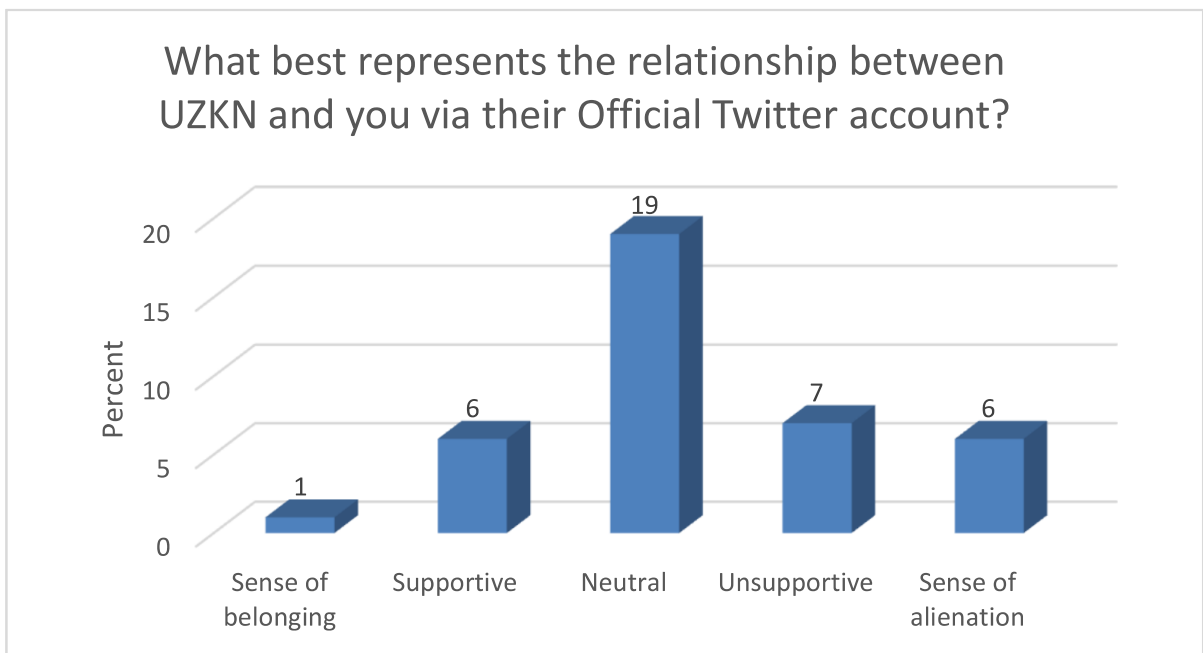 What best represents the relationship between
UZKN and you via their Official Twitter account?
Percent
20
15
10
5
0
1
6
19
7
6
Sense of
belonging
Supportive
Neutral
Unsupportive
Sense of
alienation